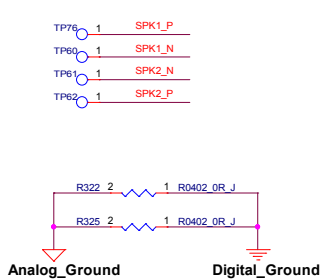 TP76 1 SPK1_P
TP60 1 SPK1_N
TP61 1 SPK2_N
TP62 1 SPK2_P
R322 2 1 R0402_0R_J
R325 2 1 R0402_0R_J
Analog_Ground Digital_Ground